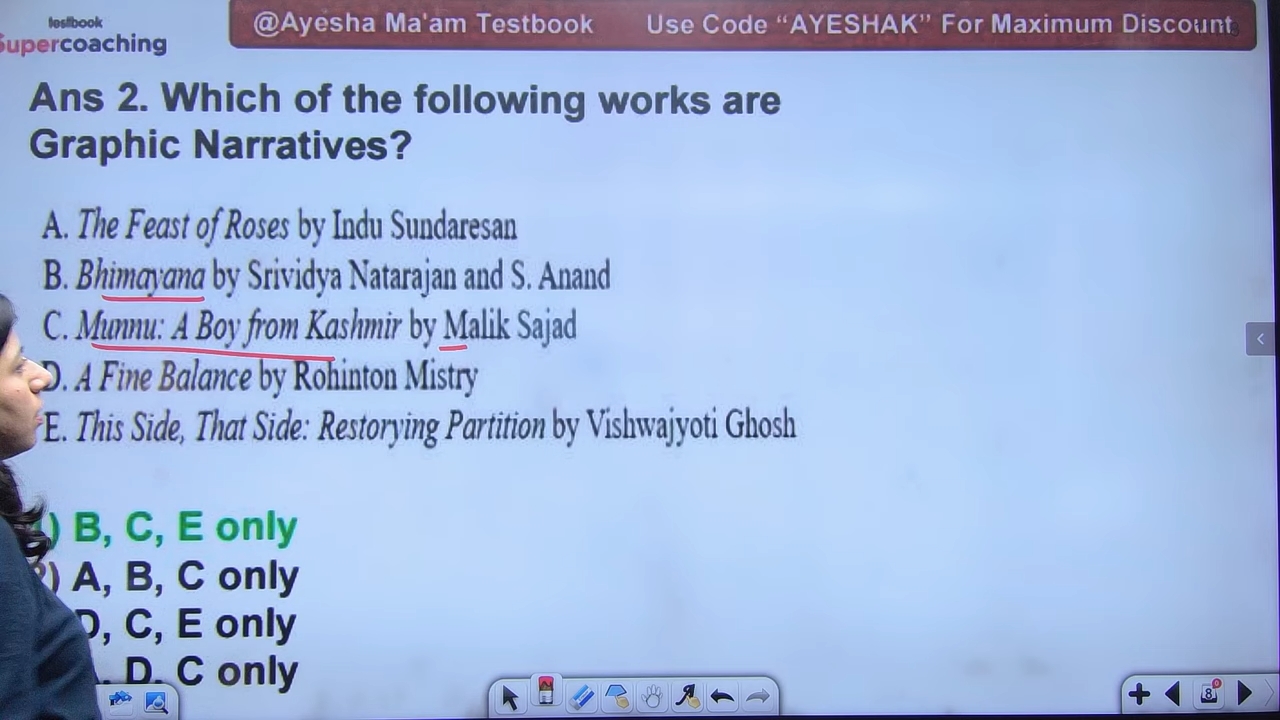 testbook
Supercoaching
@Ayesha Ma'am Testbook Use Code “AYESHAK” For Maximum Discount
Ans 2. Which of the following works are
Graphic Narratives?
A. The Feast of Roses by Indu Sundaresan
B. Bhimayana by Srividya Natarajan and S. Anand
C. Munnu: A Boy from Kashmir by Malik Sajad
D. A Fine Balance by Rohinton Mistry
E. This Side, That Side: Restorying Partition by Vishwajyoti Ghosh
1) B, C, E only
2) A, B, C only
D, C, E only
D, C only
8